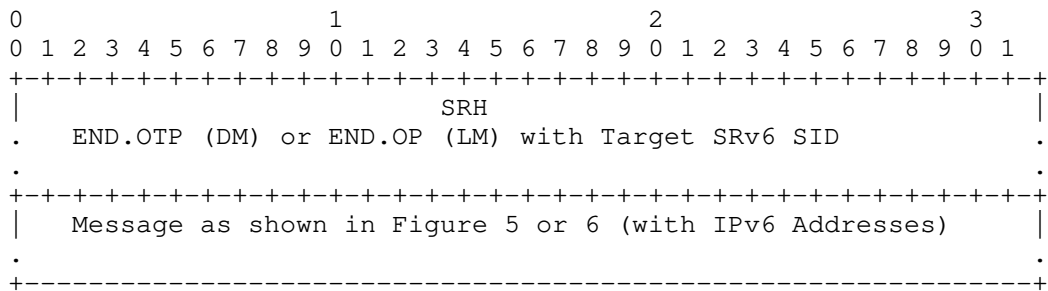 0                   1                   2                   3
0 1 2 3 4 5 6 7 8 9 0 1 2 3 4 5 6 7 8 9 0 1 2 3 4 5 6 7 8 9 0 1
+-+-+-+-+-+-+-+-+-+-+-+-+-+-+-+-+-+-+-+-+-+-+-+-+-+-+-+-+-+-+-+-+
|                          SRH                                  |
.   END.OTP (DM) or END.OP (LM) with Target SRv6 SID            .
.                                                               .
+-+-+-+-+-+-+-+-+-+-+-+-+-+-+-+-+-+-+-+-+-+-+-+-+-+-+-+-+-+-+-+-+
|   Message as shown in Figure 5 or 6 (with IPv6 Addresses)     |
.                                                               .
+---------------------------------------------------------------+